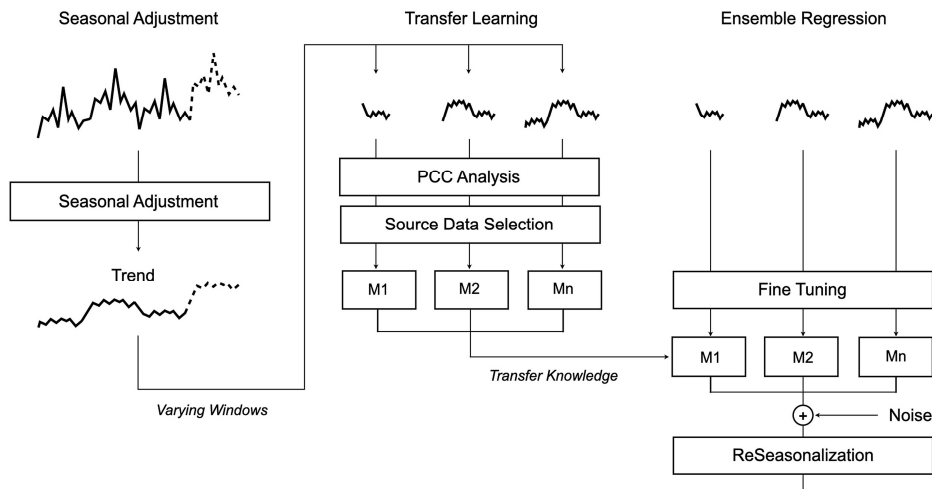 Seasonal Adjustment
Transfer Learning
Ensemble Regression
Seasonal Adjustment
PCC Analysis
Source Data Selection
Trend
M1
M2
Mn
Fine Tuning
M1
M2
Mn
Transfer Knowledge
Varying Windows
Noise
ReSeasonalization